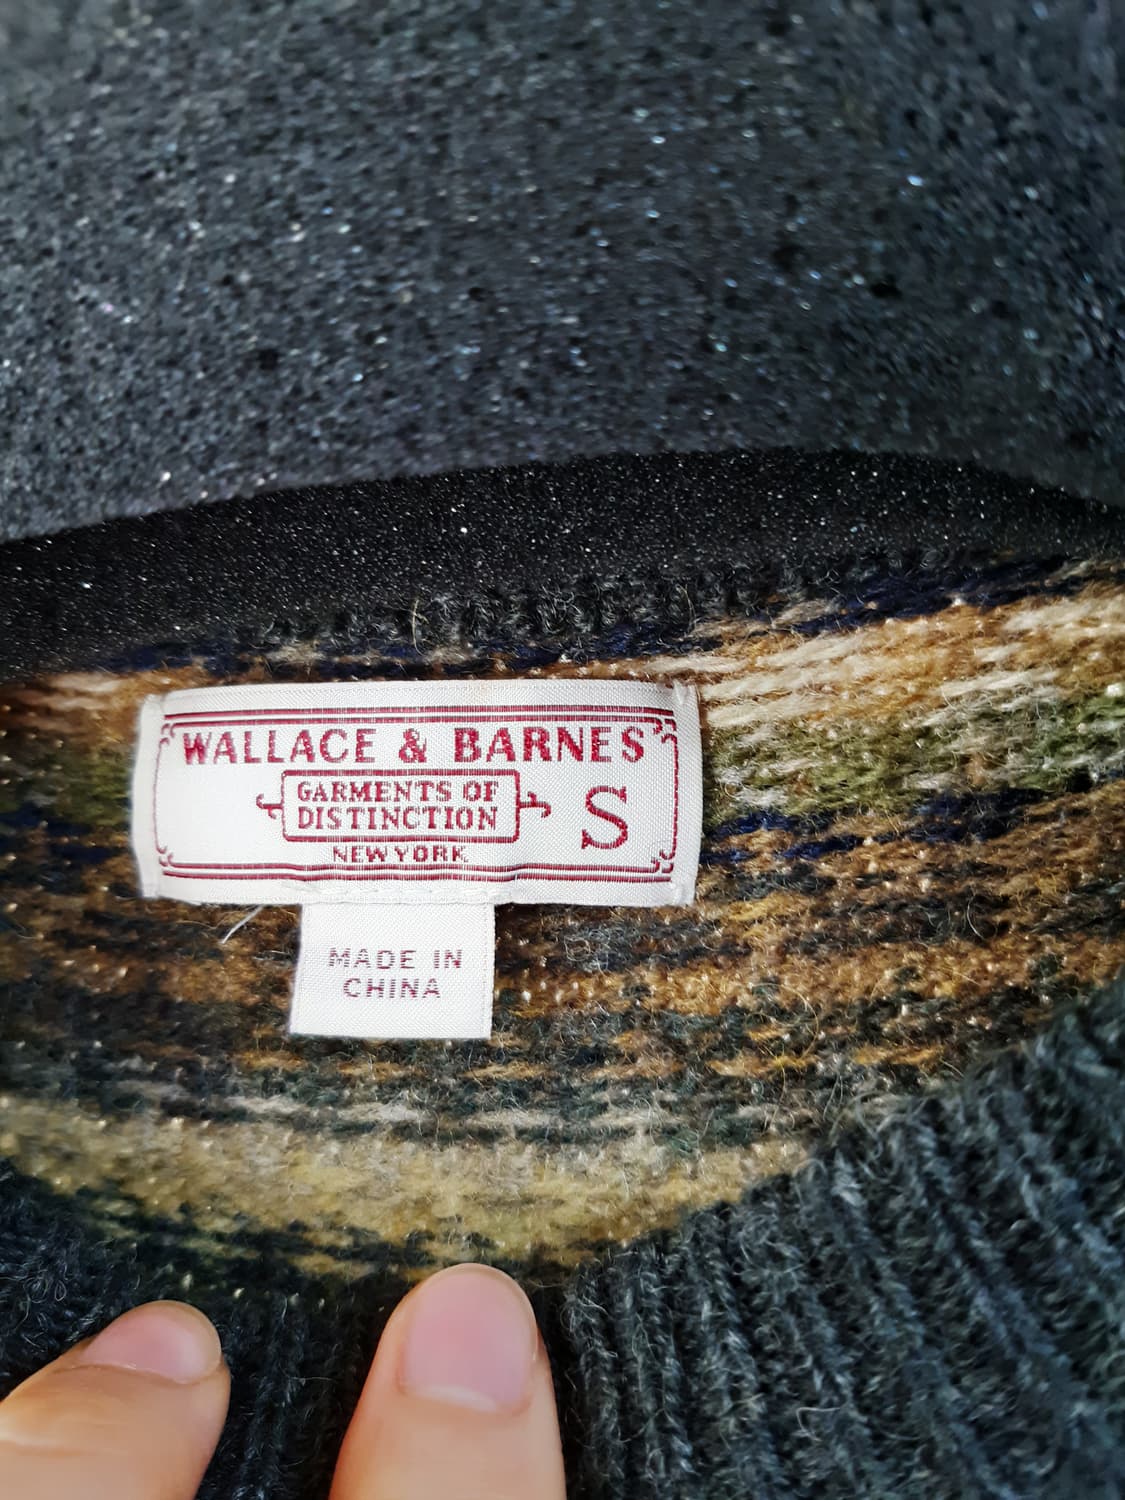 WALLACE & BARNES
GARMENTS OF
DISTINCTION
S
NEW YORK
MADE IN
CHINA